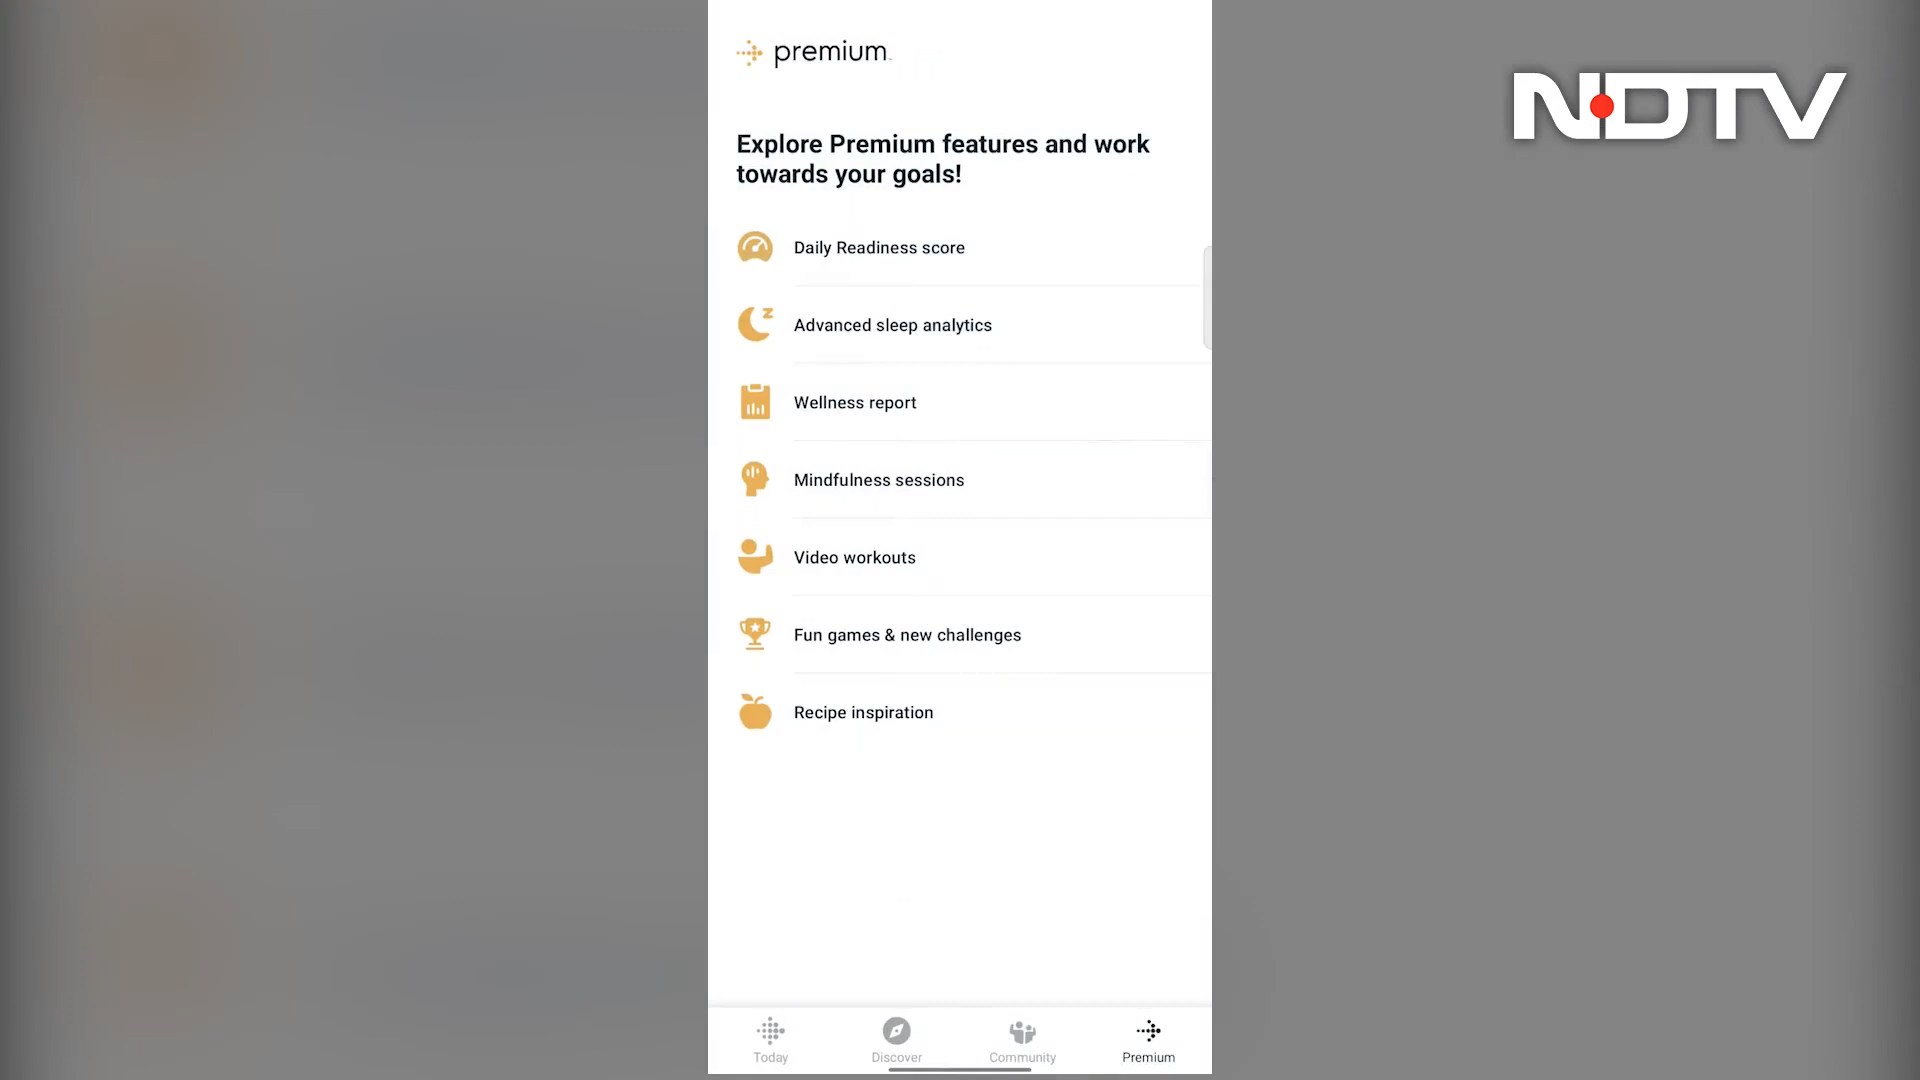 premium
NDTV
Explore Premium features and work
towards your goals!
Daily Readiness score
Advanced sleep analytics
Wellness report
Mindfulness sessions
Video workouts
Fun games & new challenges
Recipe inspiration
Today
Discover
Community
Premium